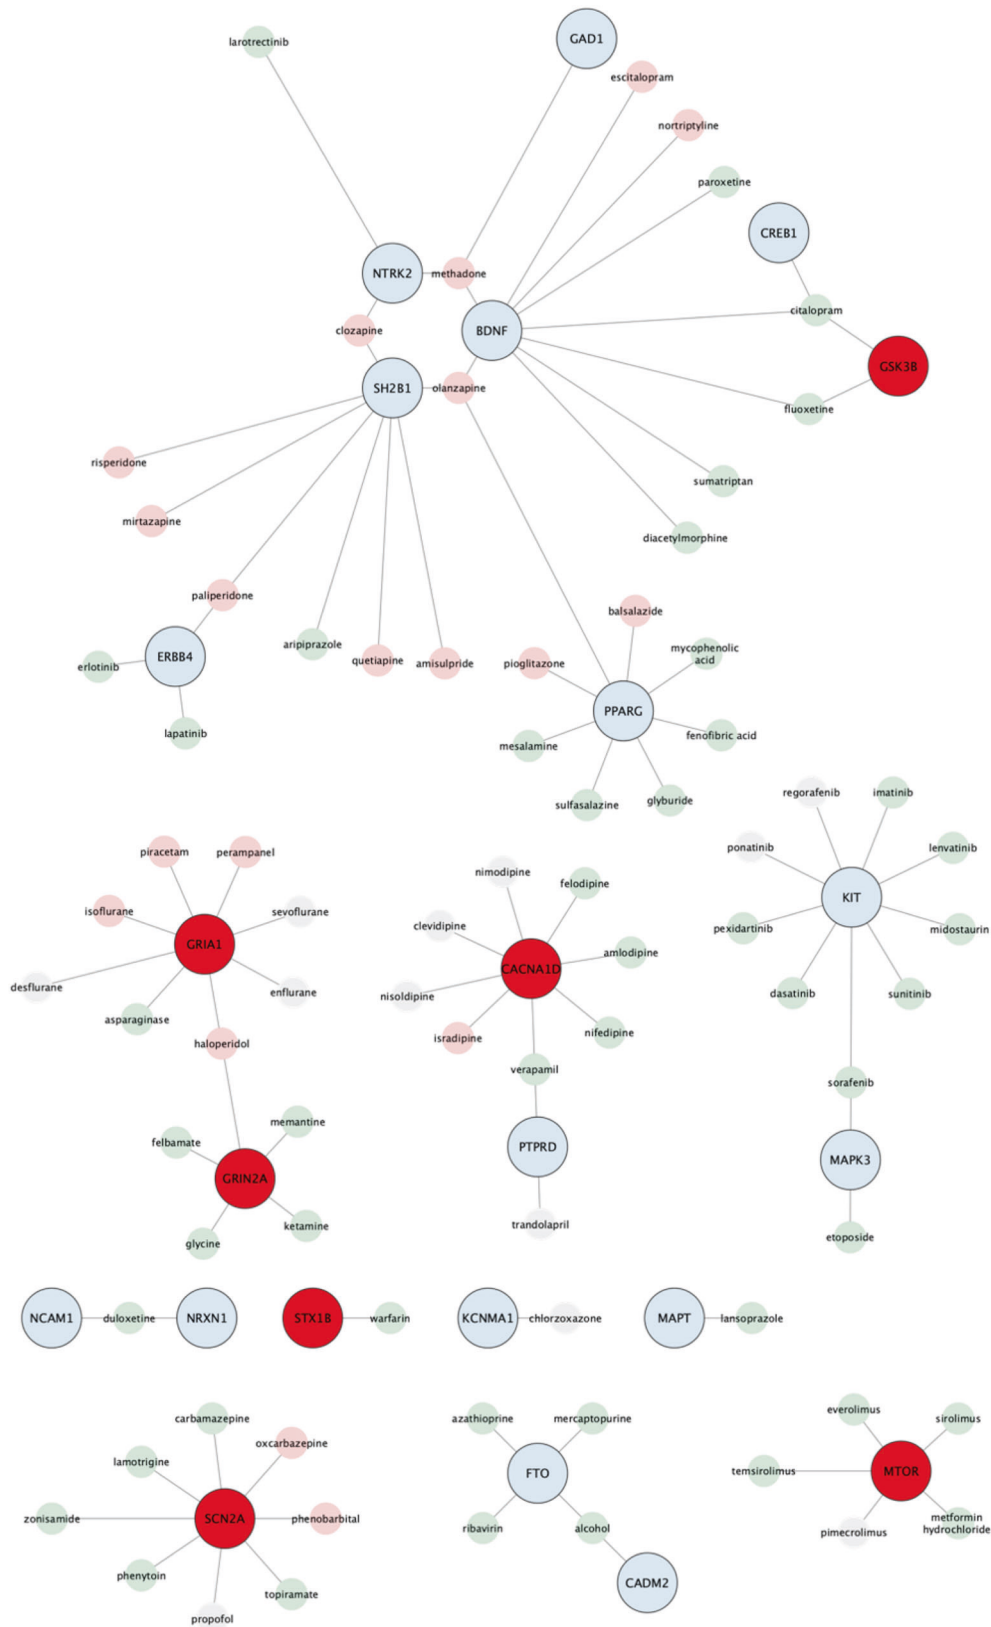 GAD1
larotrectinib
escitalopram
nortriptyline
paroxetine
CREB1
NTRK2
methadone
citalopram
clozapine
BDNF
GSK3B
SH2B1
olanzapine
fluoxetine
risperidone
sumatriptan
mirtazapine
diacetylmorphine
paliperidone
balsalazide
aripiprazole
mycophenolic
acid
ERBB4
erlotinib
quetiapine
amisulpride
pioglitazone
PPARG
lapatinib
mesalamine
fenofibric acid
sulfasalazine
glyburide
regorafenib
imatinib
ponatinib
lenvatinib
piracetam
perampanel
nimodipine
felodipine
KIT
isoflurane
sevoflurane
clevidipine
pexidartinib
midostaurin
GRIA1
amlodipine
CACNA1D
desflurane
enflurane
nisoldipine
dasatinib
sunitinib
asparaginase
isradipine
nifedipine
haloperidol
verapamil
sorafenib
memantine
felbamate
PTPRD
MAPK3
GRIN2A
trandolapril
ketamine
glycine
etoposide
NCAM1
duloxetine
NRXN1
STX1B
warfarin
KCNMA1
chlorzoxazone
MAPT
lansoprazole
carbamazepine
azathioprine
mercaptopurine
everolimus
sirolimus
oxcarbazepine
lamotrigine
FTO
temsirolimus
MTOR
zonisamide
SCN2A
phenobarbital
ribavirin
alcohol
pimecrolimus
metformin
hydrochloride
phenytoin
topiramate
CADM2
propofol